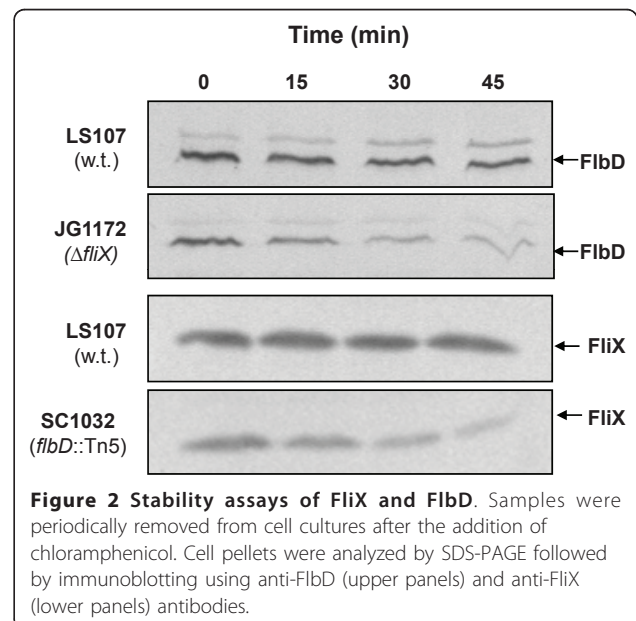 Time (min)
0 15 30 45
LS107
(w.t.)
FlbD
JG1172
(ΔfliX)
FlbD
LS107
(w.t.)
FliX
SC1032
(flbD::Tn5)
FliX
Figure 2 Stability assays of FliX and FlbD. Samples were
periodically removed from cell cultures after the addition of
chloramphenicol. Cell pellets were analyzed by SDS-PAGE followed
by immunoblotting using anti-FlbD (upper panels) and anti-FliX
(lower panels) antibodies.